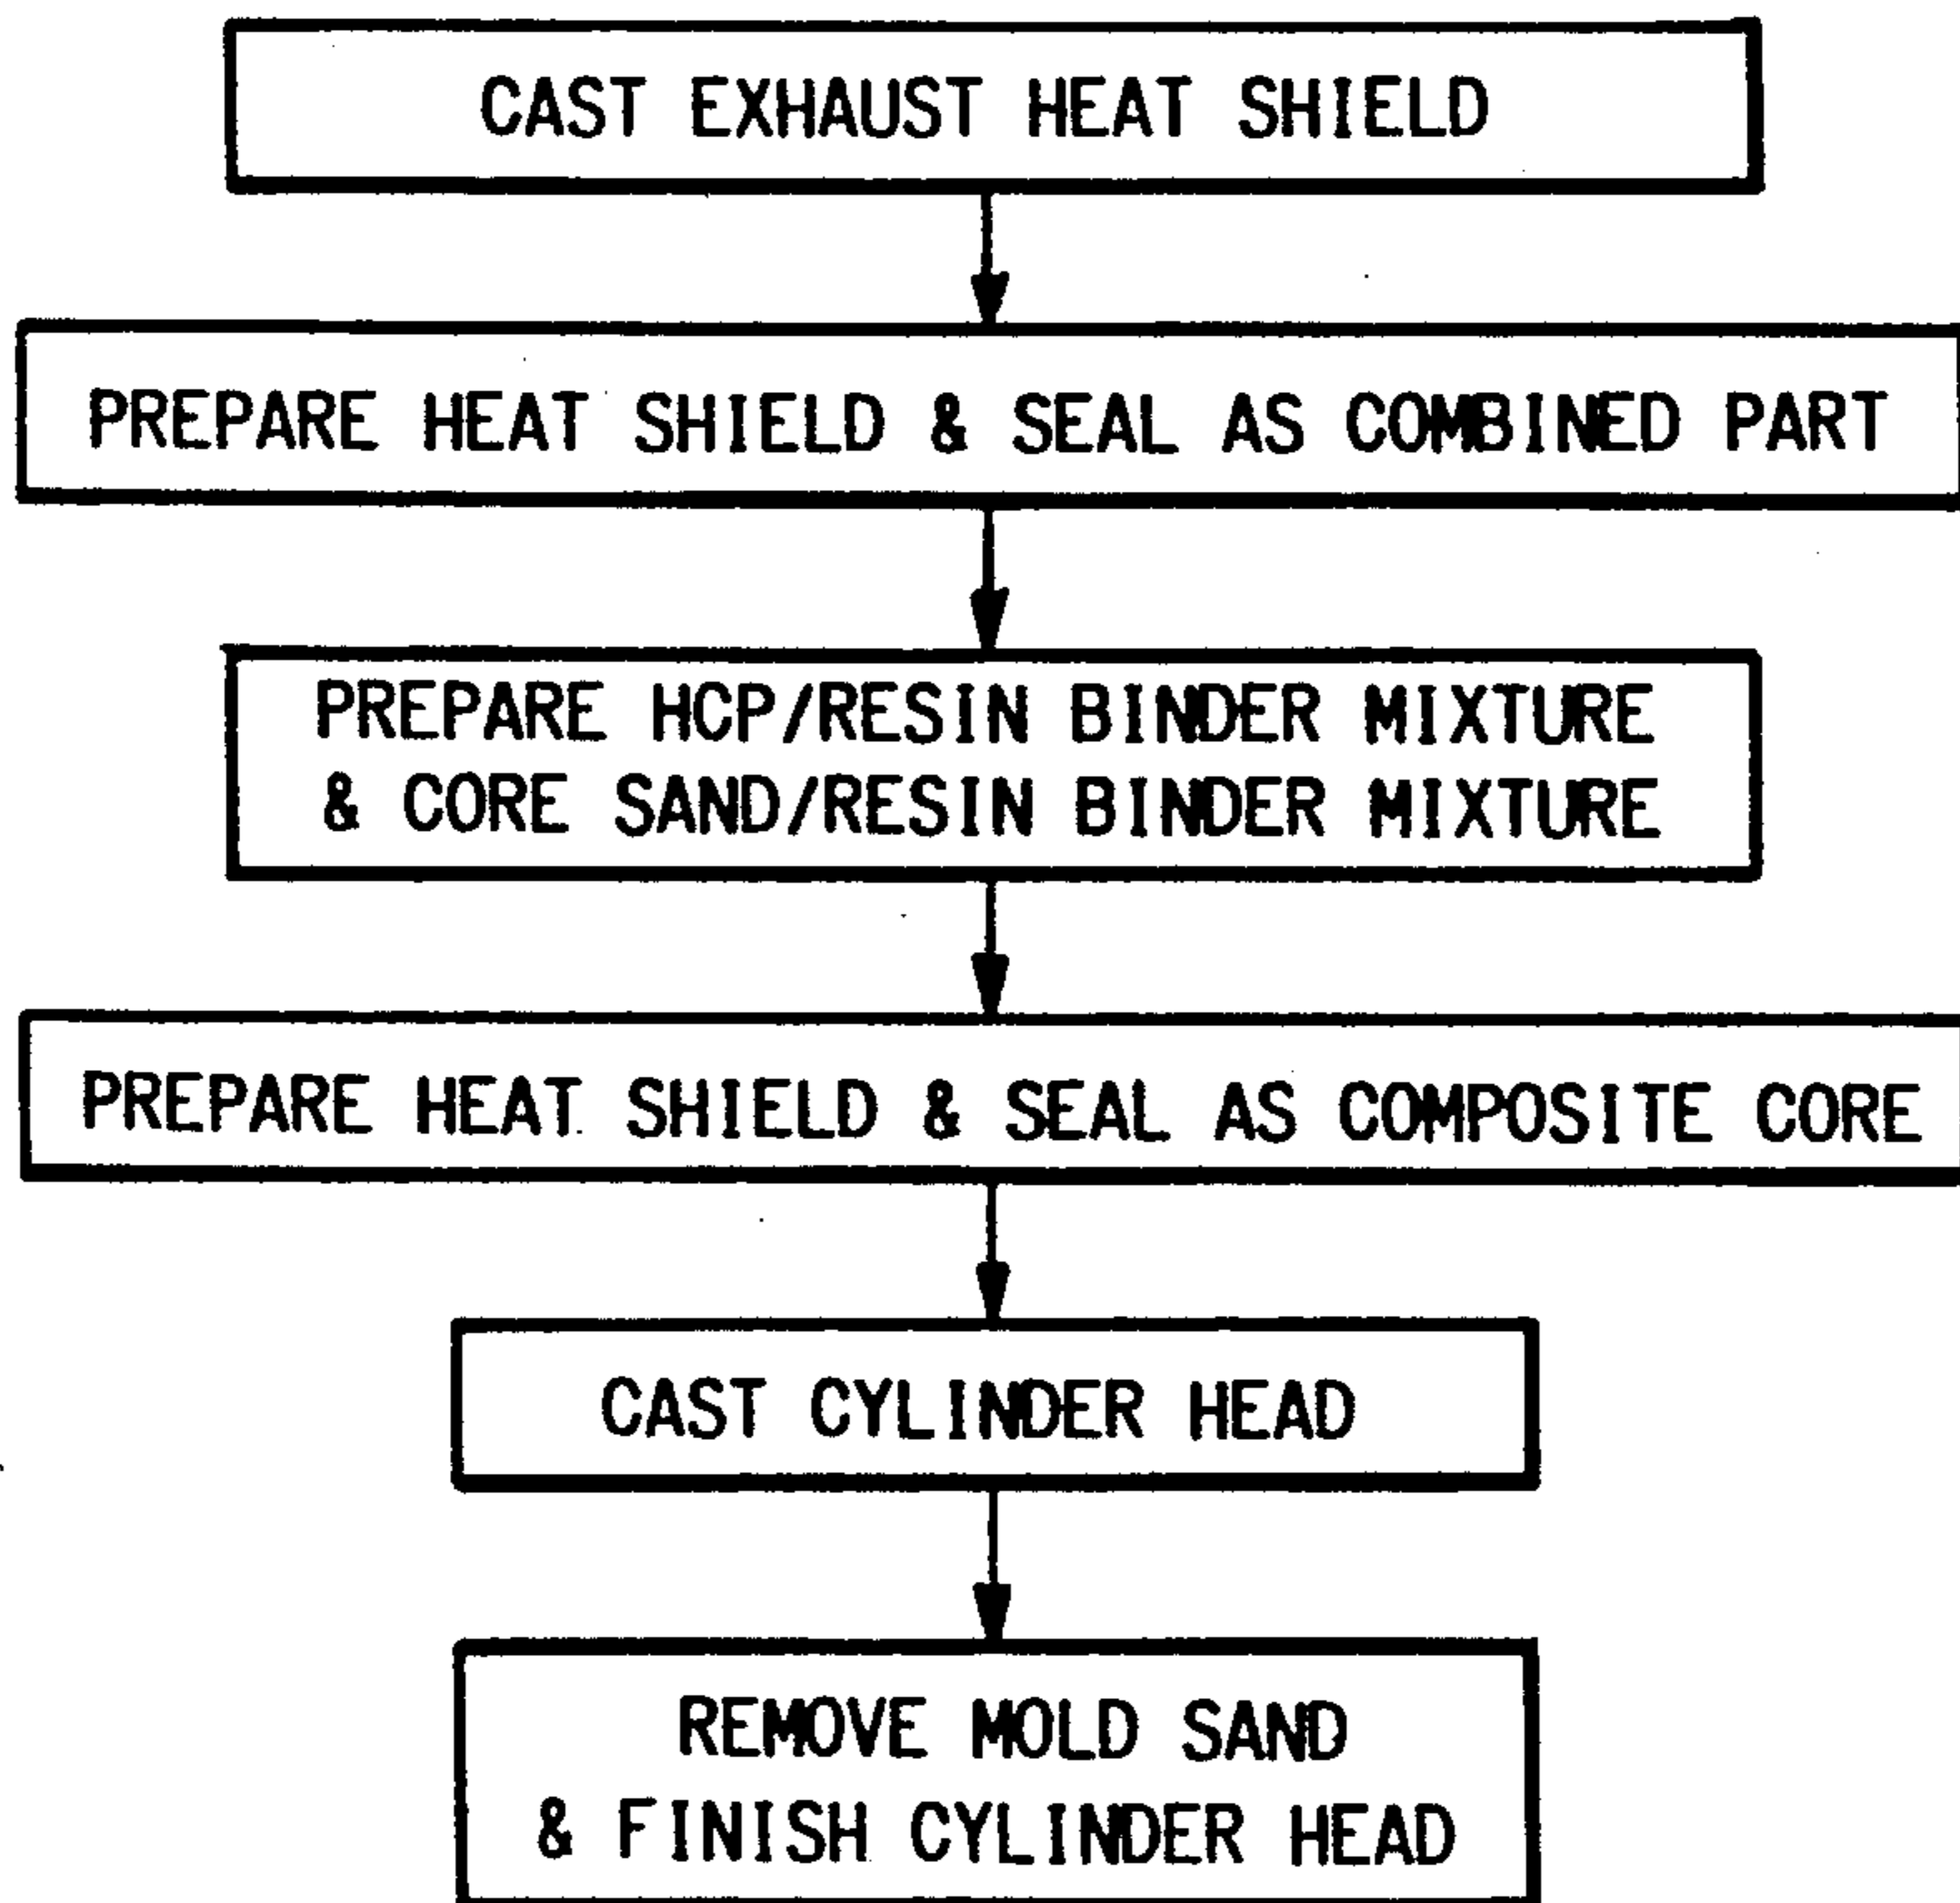 CAST EXHAUST HEAT SHIELD
PREPARE HEAT SHIELD & SEAL AS COMBINED PART
PREPARE HCP/RESIN BINDER MIXTURE
& CORE SAND/RESIN BINDER MIXTURE
PREPARE HEAT SHIELD & SEAL AS COMPOSITE CORE
CAST CYLINDER HEAD
REMOVE MOLD SAND
& FINISH CYLINDER HEAD